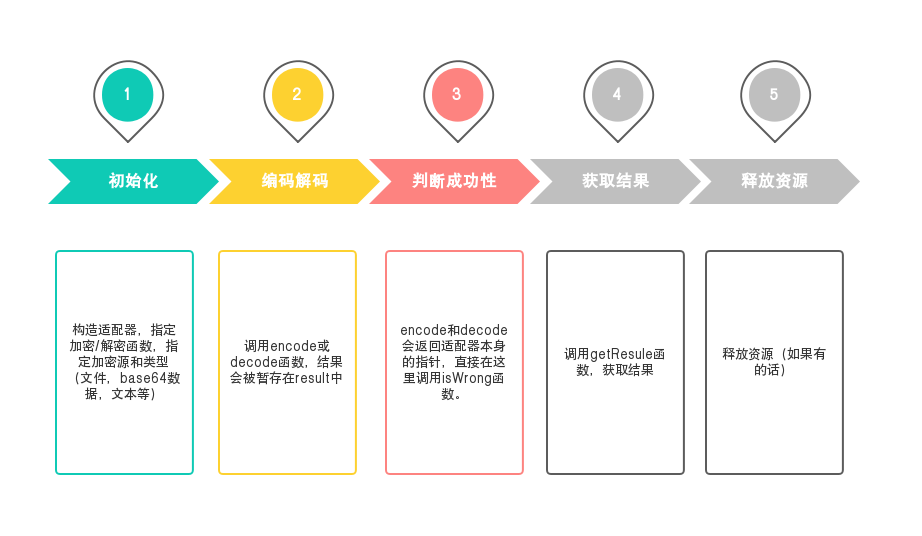 1
2
3
4
5
初始化
编码解码
判断成功性
获取结果
释放资源
构造适配器，指定
加密/解密函数，指
定加密源和类型
（文件，base64数
据，文本等）
调用encode或
decode函数，结果
会被暂存在result中
encode和decode
会返回适配器本身
的指针，直接在这
里调用isWrong函
数。
调用getResule函
数，获取结果
释放资源（如果有
的话）